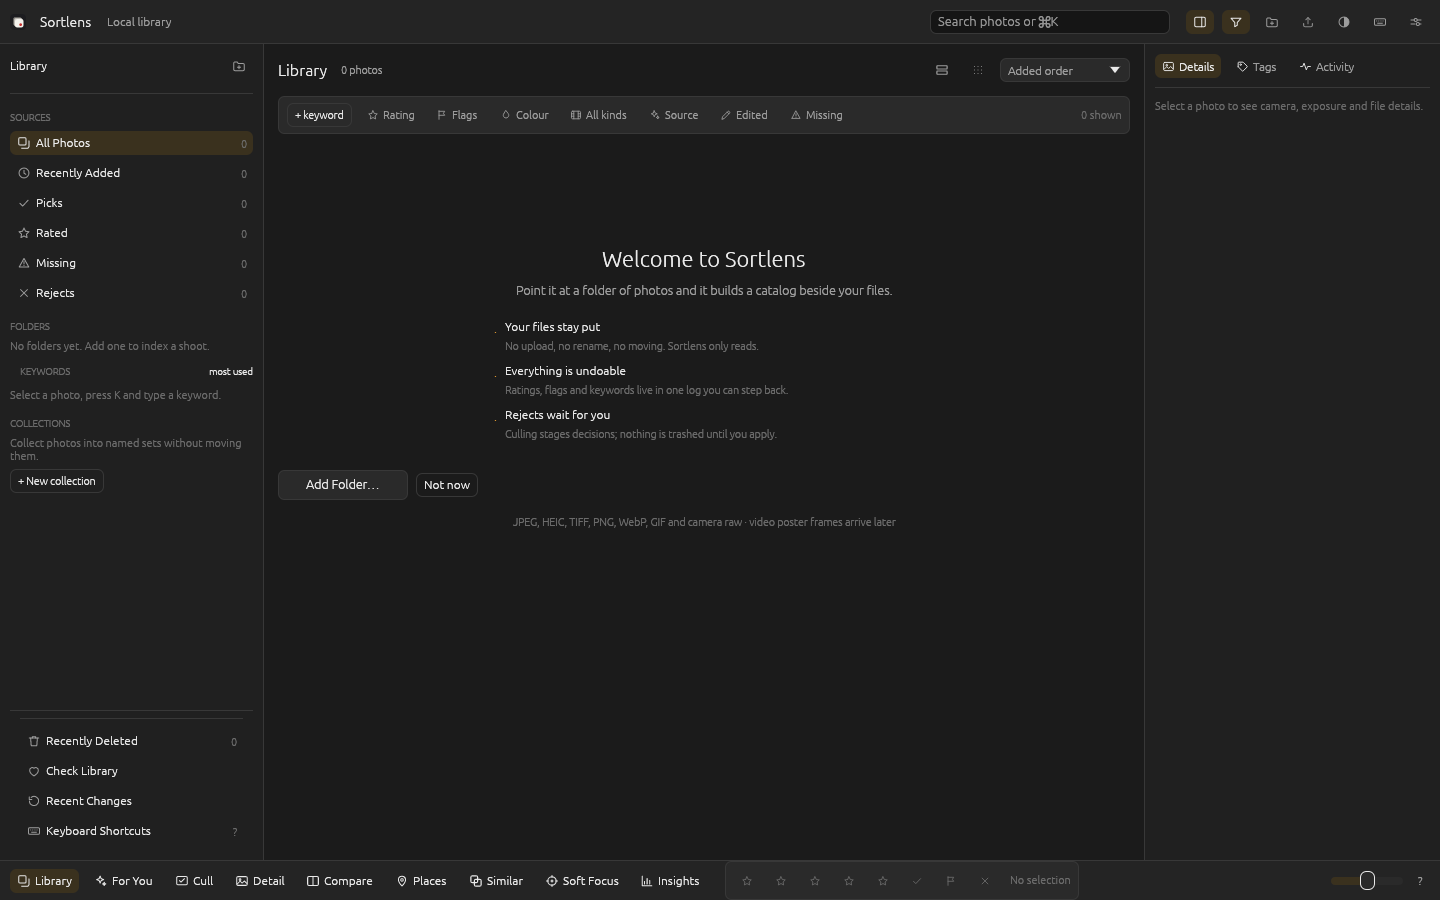 Sortlens
Local library
Search photos or ⌘K
Library
SOURCES
All Photos 0
Recently Added 0
Picks 0
Rated 0
Missing 0
Rejects 0
FOLDERS
No folders yet. Add one to index a shoot.
KEYWORDS most used
Select a photo, press K and type a keyword.
COLLECTIONS
Collect photos into named sets without moving
them.
+ New collection
Recently Deleted 0
Check Library
Recent Changes
Keyboard Shortcuts ?
Library 0 photos
Added order
+ keyword Rating Flags Colour All kinds Source Edited Missing 0 shown
Welcome to Sortlens
Point it at a folder of photos and it builds a catalog beside your files.
Your files stay put
No upload, no rename, no moving. Sortlens only reads.
Everything is undoable
Ratings, flags and keywords live in one log you can step back.
Rejects wait for you
Culling stages decisions; nothing is trashed until you apply.
Add Folder… Not now
JPEG, HEIC, TIFF, PNG, WebP, GIF and camera raw · video poster frames arrive later
Details Tags Activity
Select a photo to see camera, exposure and file details.
Library For You Cull Detail Compare Places Similar Soft Focus Insights No selection ?